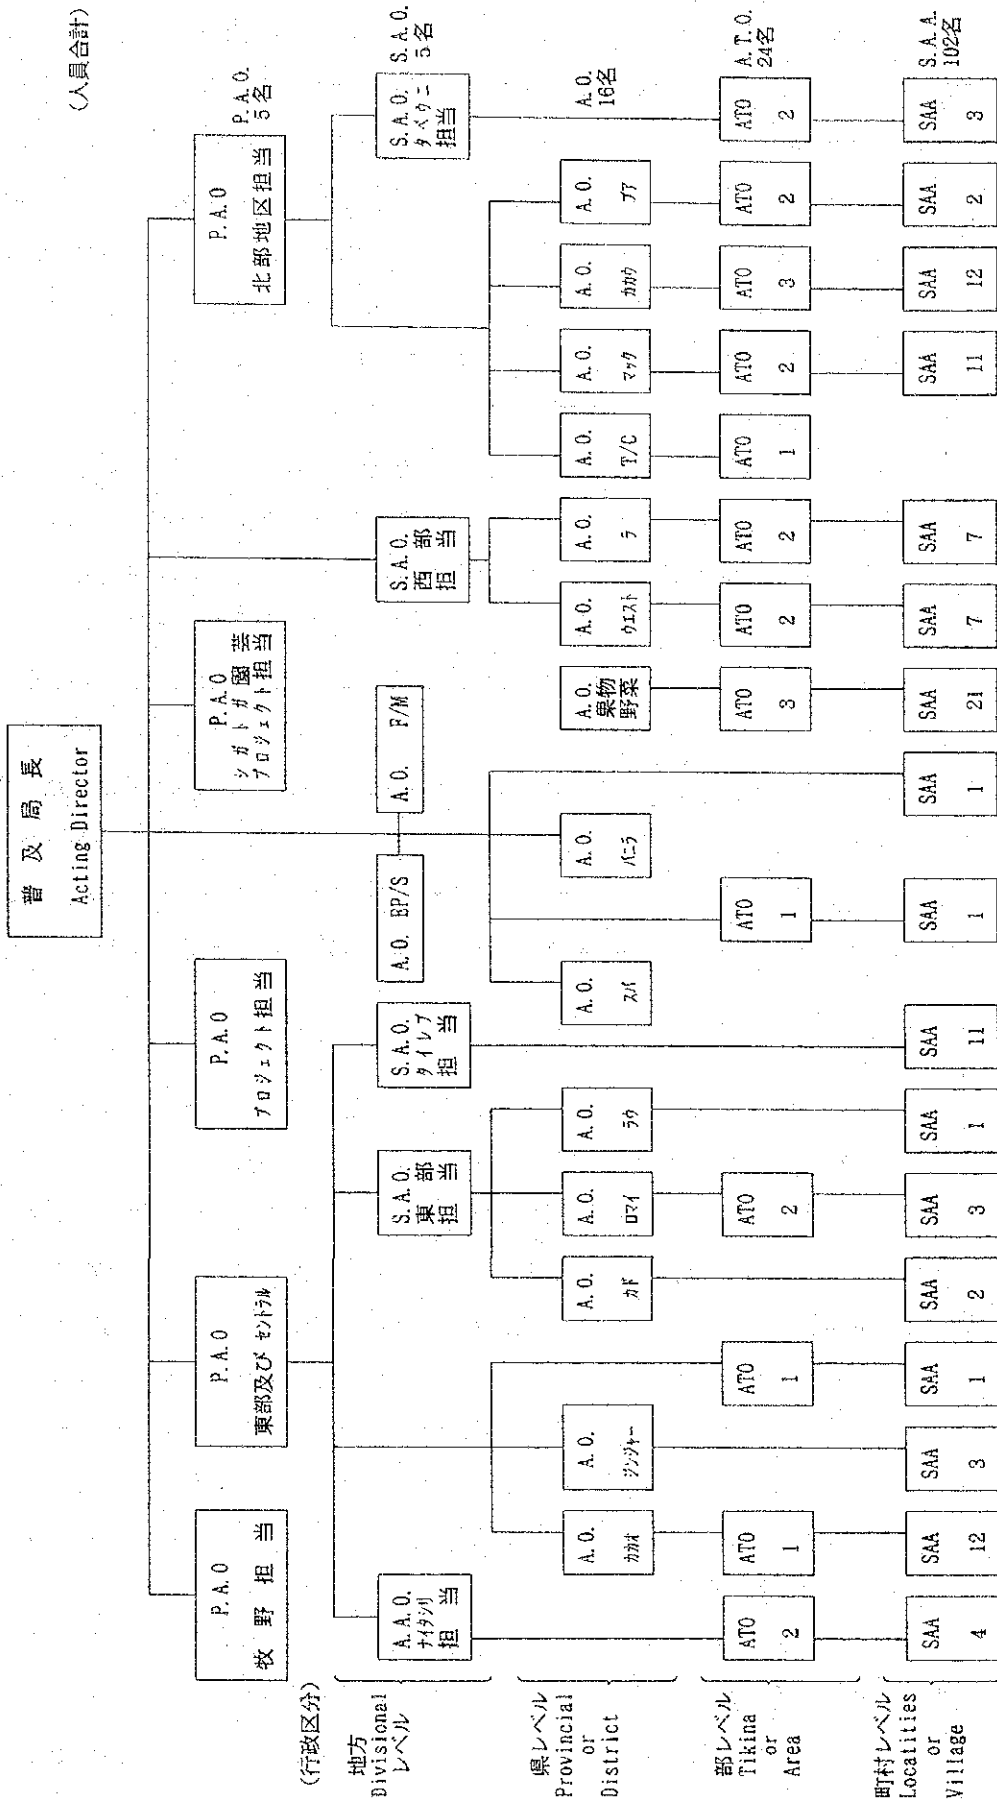 (人員合計)
普及局長
Acting Director
P.A.O
牧野担当
P.A.O
東部及びセントラル
P.A.O
プロジェクト担当
P.A.O
シガトガ園芸
プロジェクト担当
P.A.O
北部地区担当
P.A.O.
5名
(行政区分)
地方
Divisional
レベル
A.A.O.
ナイタシリ
担当
S.A.O.
東部
担当
S.A.O.
タイレブ
担当
A.O. BP/S
A.O. F/M
S.A.O.
西部
担当
S.A.O.
タベウニ
担当
S.A.O.
5名
県レベル
Provincial
or
District
A.O.
カカオ
A.O.
ジンジャー
A.O.
カド
A.O.
ロマイ
A.O.
ラウ
A.O.
スバ
A.O.
バニラ
A.O.
果物
野菜
A.O.
ウエスト
A.O.
ラ
A.O.
T/C
A.O.
マック
A.O.
カカウ
A.O.
ブア
A.O.
16名
部レベル
Tikina
or
Area
ATO
2
ATO
1
ATO
1
ATO
2
ATO
1
ATO
3
ATO
2
ATO
2
ATO
1
ATO
2
ATO
3
ATO
2
ATO
2
A.T.O.
24名
町村レベル
Locatities
or
Village
SAA
4
SAA
12
SAA
3
SAA
1
SAA
2
SAA
3
SAA
1
SAA
11
SAA
1
SAA
1
SAA
21
SAA
7
SAA
7
SAA
11
SAA
12
SAA
2
SAA
3
S.A.A.
102名